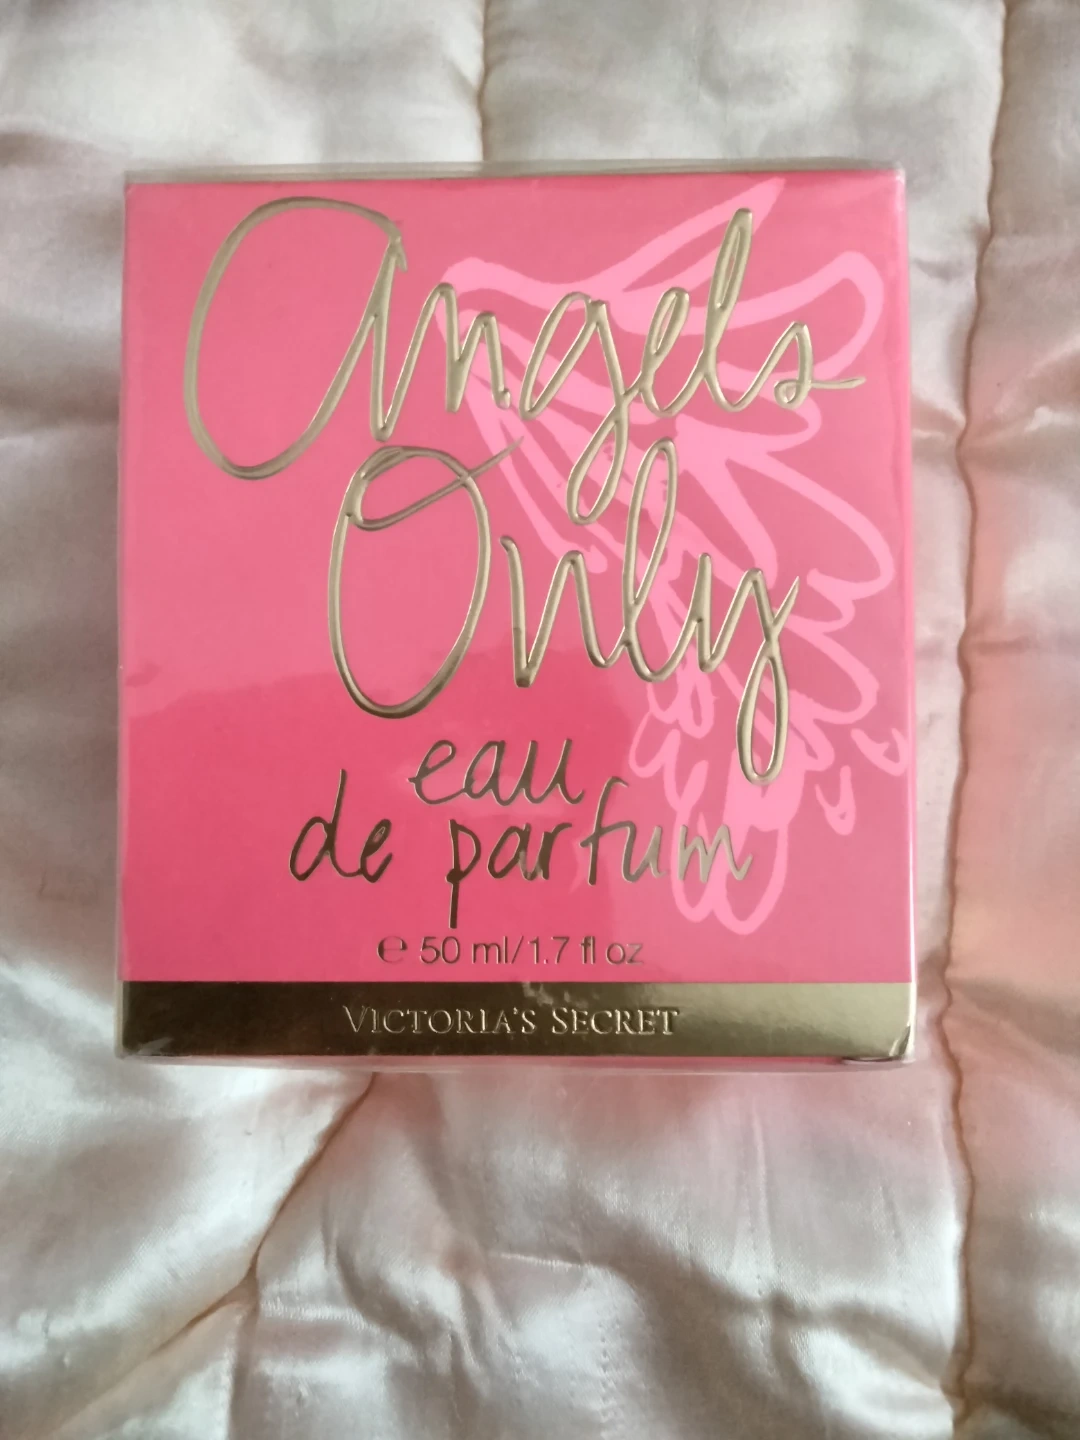 Angels
Only
eau
de parfum
℮ 50 ml/1.7 fl oz
VICTORIA'S SECRET